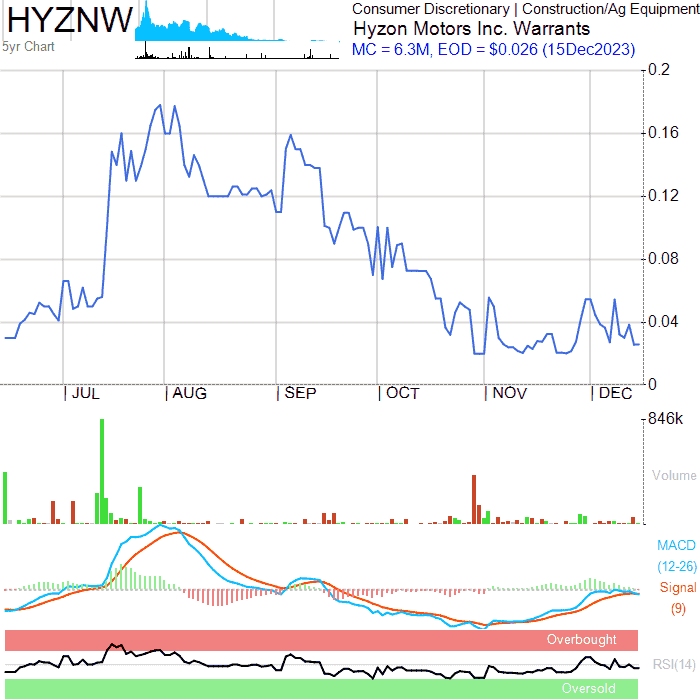 HYZNW
5yr Chart
Consumer Discretionary | Construction/Ag Equipment
Hyzon Motors Inc. Warrants
MC = 6.3M, EOD = $0.026 (15Dec2023)
0.2
0.16
0.12
0.08
0.04
0
JUL AUG SEP OCT NOV DEC
846k
Volume
MACD
(12-26)
Signal
(9)
Overbought
RSI(14)
Oversold